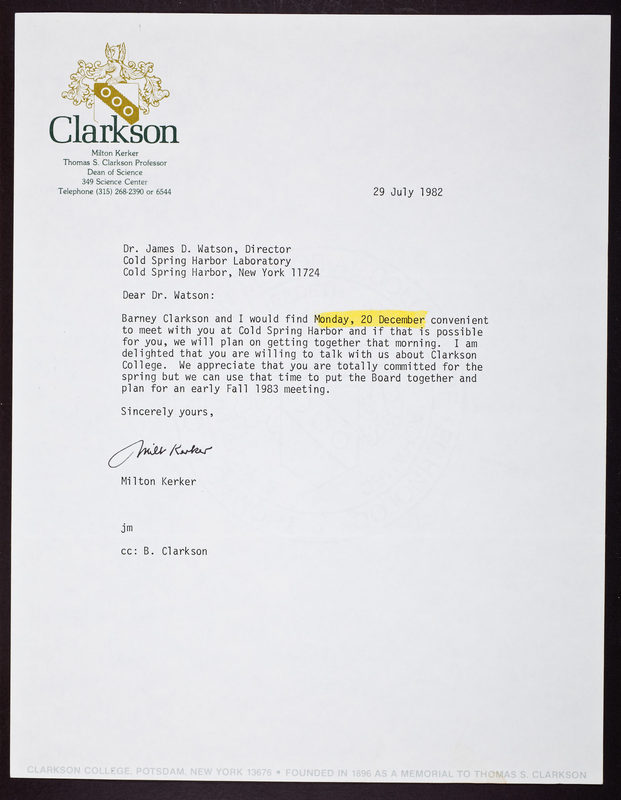 Clarkson
Milton Kerker
Thomas S. Clarkson Professor
Dean of Science
349 Science Center
Telephone (315) 268-2390 or 6544
29 July 1982
Dr. James D. Watson, Director
Cold Spring Harbor Laboratory
Cold Spring Harbor, New York 11724
Dear Dr. Watson:
Barney Clarkson and I would find Monday, 20 December convenient
to meet with you at Cold Spring Harbor and if that is possible
for you, we will plan on getting together that morning. I am
delighted that you are willing to talk with us about Clarkson
College. We appreciate that you are totally committed for the
spring but we can use that time to put the Board together and
plan for an early Fall 1983 meeting.
Sincerely yours,
Milt Kerker
Milton Kerker
jm
cc: B. Clarkson
CLARKSON COLLEGE, POTSDAM, NEW YORK 13676 • FOUNDED IN 1896 AS A MEMORIAL TO THOMAS S. CLARKSON